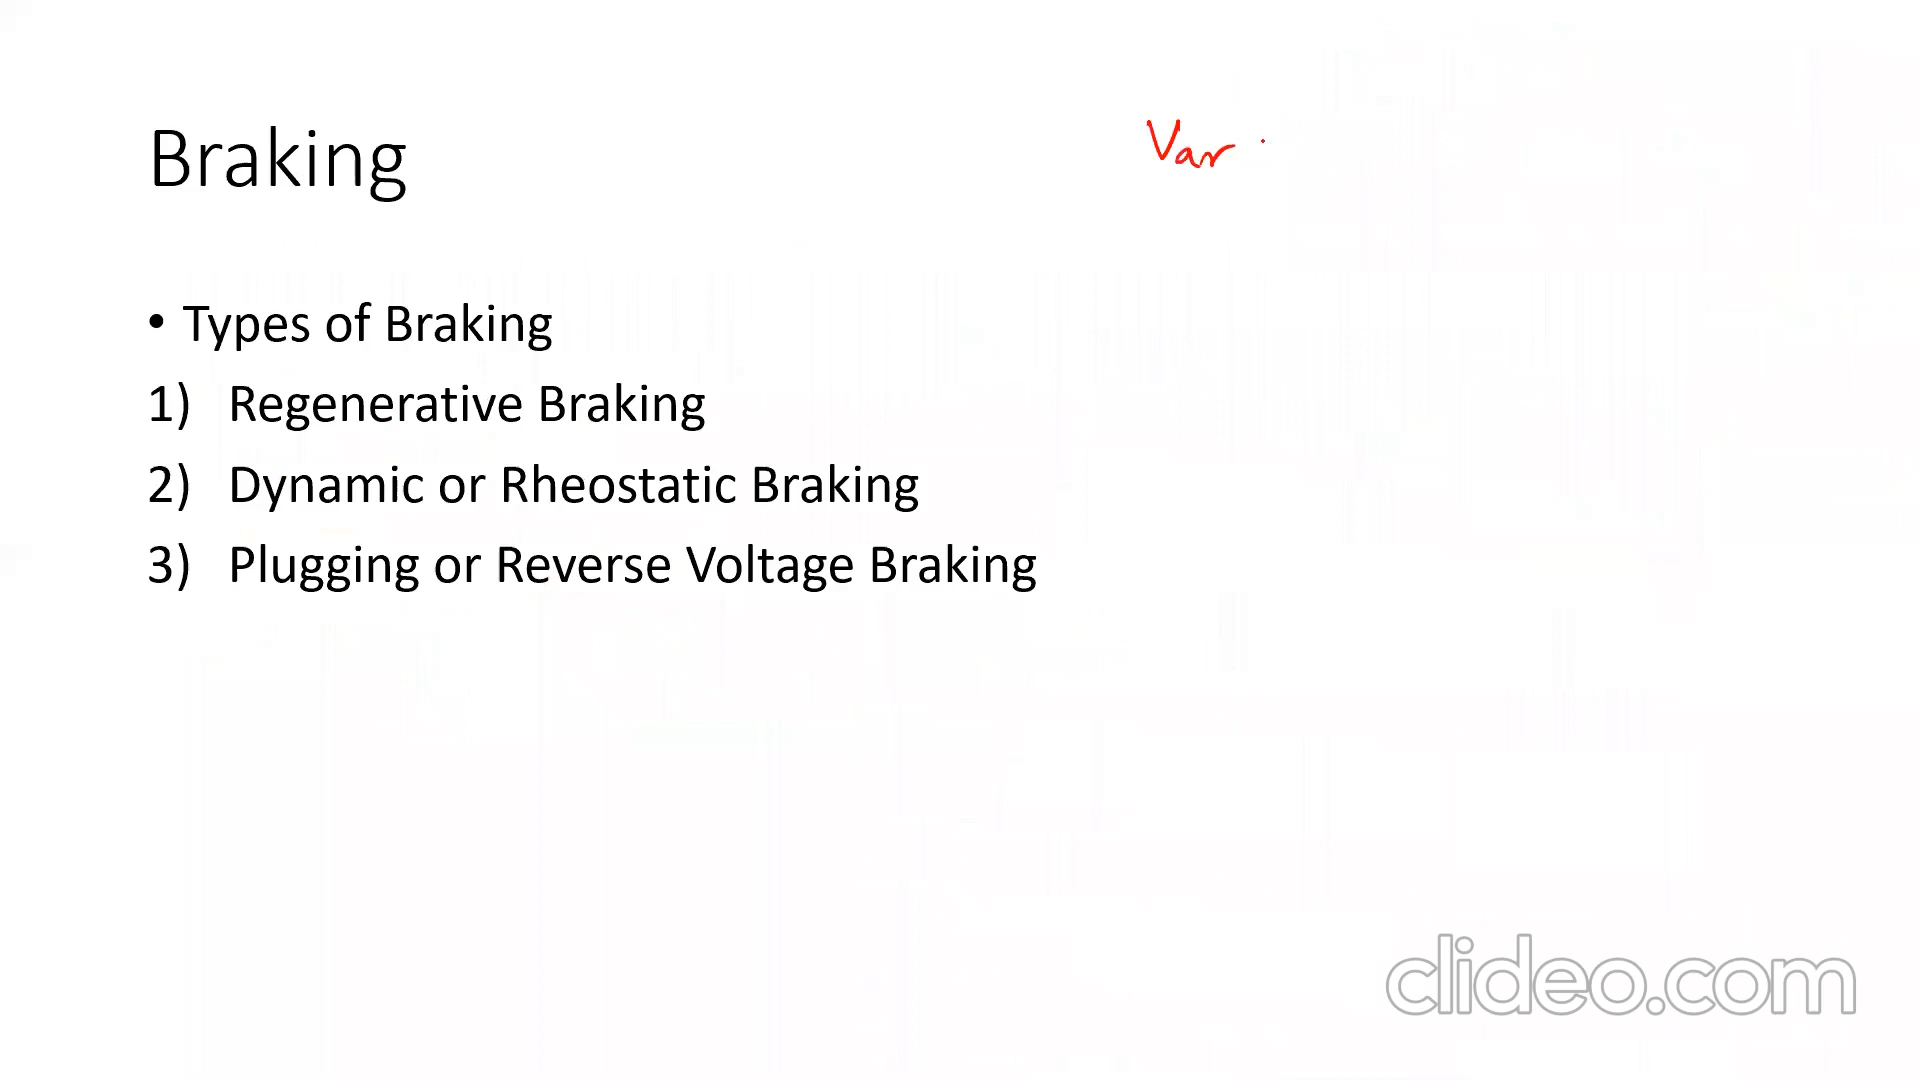 Braking
Var
• Types of Braking
1) Regenerative Braking
2) Dynamic or Rheostatic Braking
3) Plugging or Reverse Voltage Braking
clideo.com